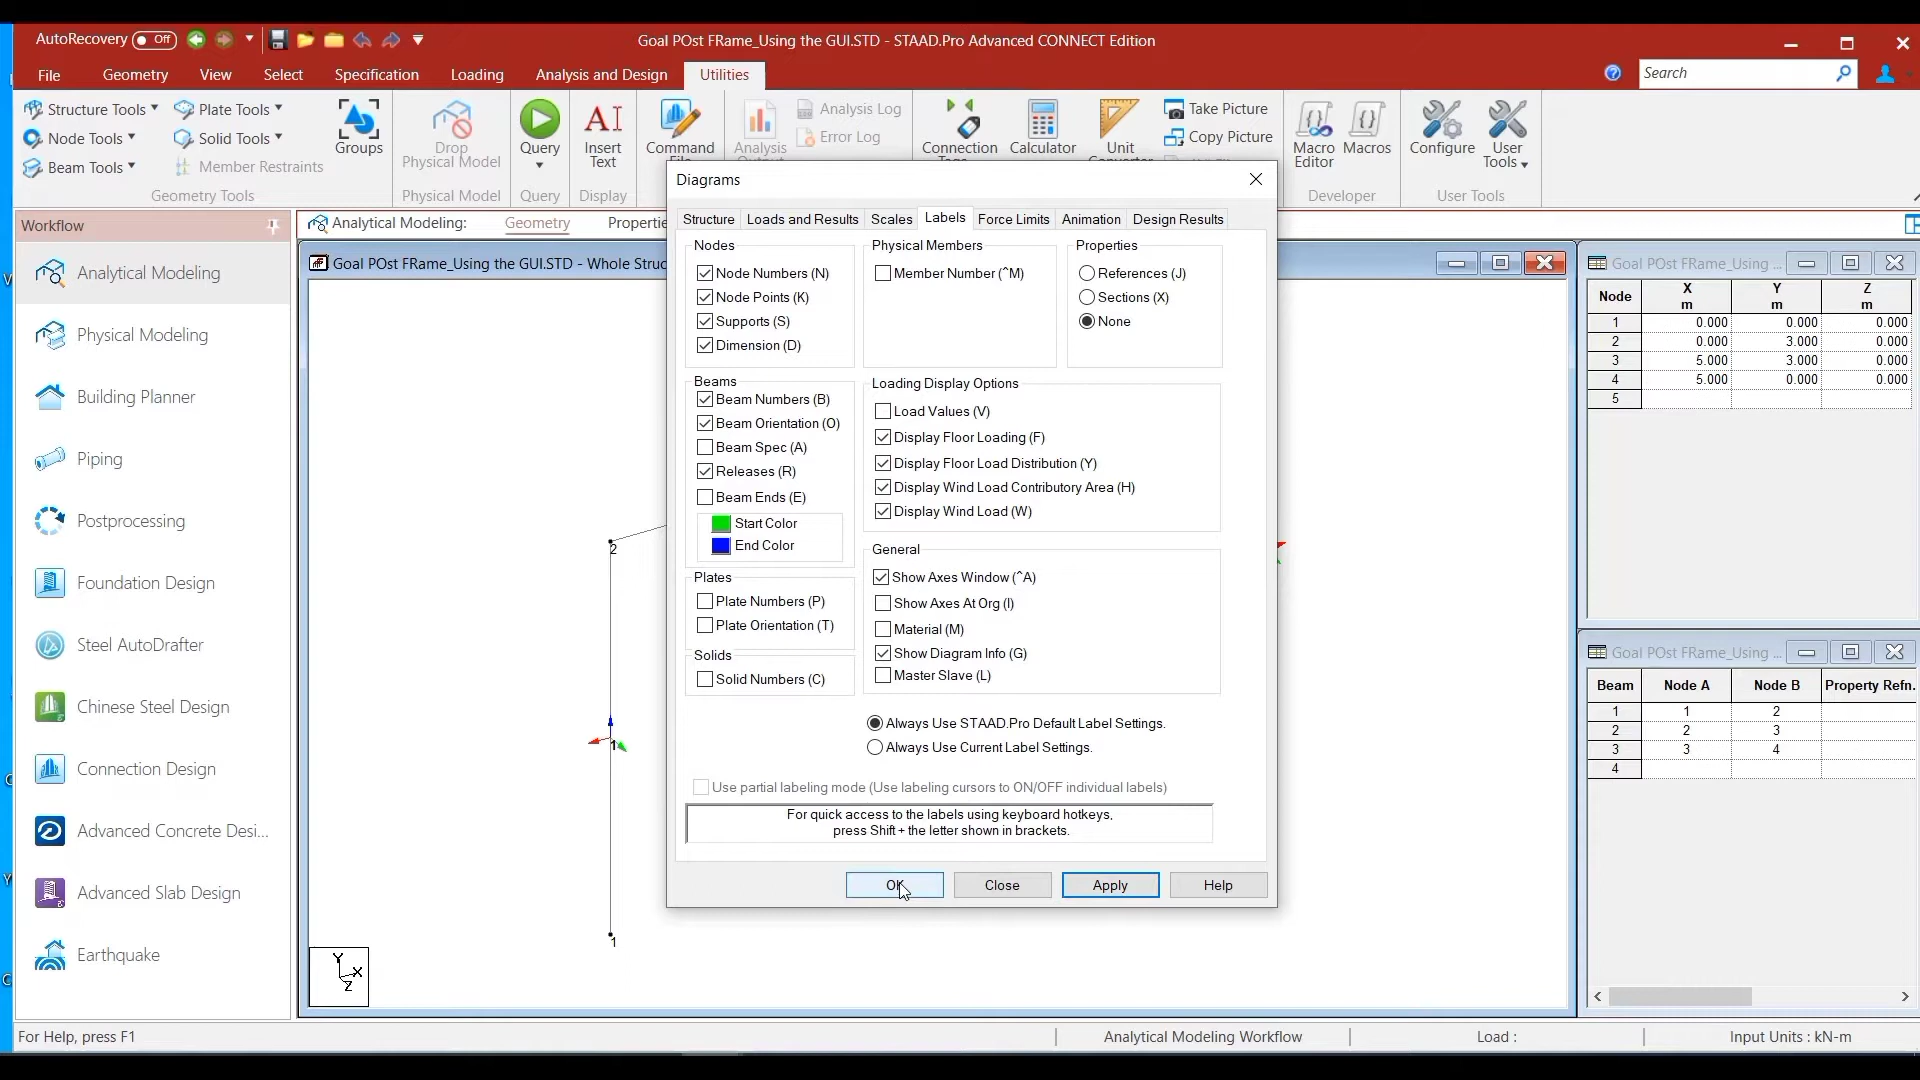 AutoRecovery Off
Goal POst FRame_Using the GUI.STD - STAAD.Pro Advanced CONNECT Edition
File Geometry View Select Specification Loading Analysis and Design Utilities
Search
Structure Tools Plate Tools
Node Tools Solid Tools
Beam Tools Member Restraints
Geometry Tools
Groups
Drop
Physical Model
Physical Model
Query
Query
Insert
Text
Display
Command
Analysis
Analysis Log
Error Log
Connection
Calculator
Unit
Take Picture
Copy Picture
Macro
Editor
Macros
Developer
Configure
User
Tools
User Tools
Workflow
Analytical Modeling
Physical Modeling
Building Planner
Piping
Postprocessing
Foundation Design
Steel AutoDrafter
Chinese Steel Design
Connection Design
Advanced Concrete Desi...
Advanced Slab Design
Earthquake
Analytical Modeling: Geometry Propertie
Goal POst FRame_Using the GUI.STD - Whole Struc
2
1
1
Y
X
Z
Diagrams
Structure Loads and Results Scales Labels Force Limits Animation Design Results
Nodes
Node Numbers (N)
Node Points (K)
Supports (S)
Dimension (D)
Physical Members
Member Number (^M)
Properties
References (J)
Sections (X)
None
Beams
Beam Numbers (B)
Beam Orientation (O)
Beam Spec (A)
Releases (R)
Beam Ends (E)
Start Color
End Color
Loading Display Options
Load Values (V)
Display Floor Loading (F)
Display Floor Load Distribution (Y)
Display Wind Load Contributory Area (H)
Display Wind Load (W)
Plates
Plate Numbers (P)
Plate Orientation (T)
Solids
Solid Numbers (C)
General
Show Axes Window (^A)
Show Axes At Org (I)
Material (M)
Show Diagram Info (G)
Master Slave (L)
Always Use STAAD.Pro Default Label Settings.
Always Use Current Label Settings.
Use partial labeling mode (Use labeling cursors to ON/OFF individual labels)
For quick access to the labels using keyboard hotkeys,
press Shift + the letter shown in brackets.
OK Close Apply Help
Goal POst FRame_Using ...
Node X Y Z
m m m
1 0.000 0.000 0.000
2 0.000 3.000 0.000
3 5.000 3.000 0.000
4 5.000 0.000 0.000
5
Goal POst FRame_Using ...
Beam Node A Node B Property Refn.
1 1 2
2 2 3
3 3 4
4
For Help, press F1
Analytical Modeling Workflow
Load :
Input Units : kN-m